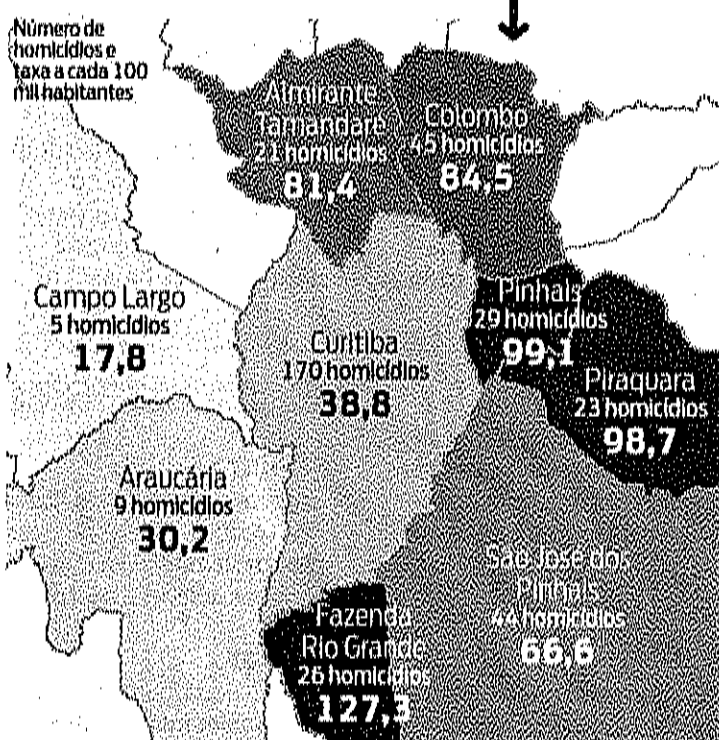 Número de
homicídios e
taxa a cada 100
mil habitantes
Almirante
Tamandaré
21 homicídios
81,4
Colombo
45 homicídios
84,5
Campo Largo
5 homicídios
17,8
Curitiba
170 homicídios
38,8
Pinhais
29 homicídios
99,1
Piraquara
23 homicídios
98,7
Araucária
9 homicídios
30,2
São José dos
Pinhais
44 homicídios
66,6
Fazenda
Rio Grande
26 homicídios
127,3